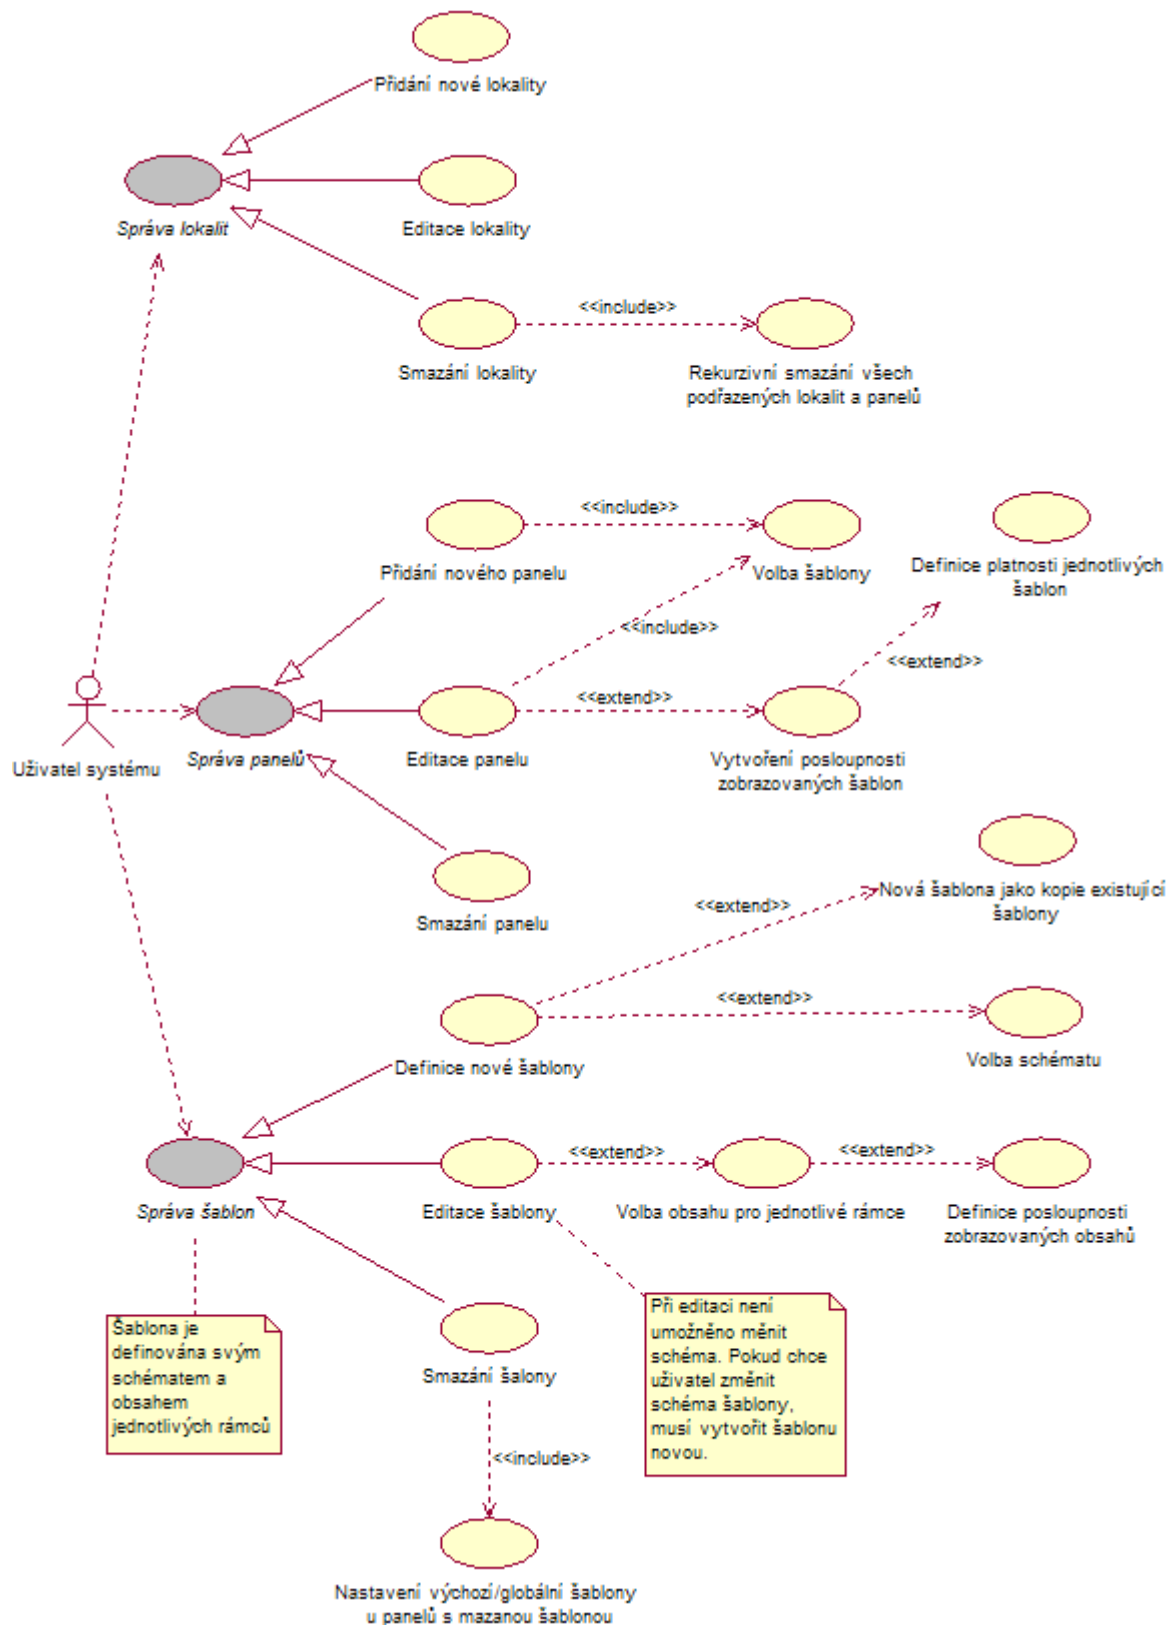 Přidání nové lokality
Správa lokalit
Editace lokality
<<include>>
Smazání lokality
Rekurzivní smazání všech
podřazených lokalit a panelů
<<include>>
Přidání nového panelu
Volba šablony
Definice platnosti jednotlivých
šablon
<<include>>
<<extend>>
<<extend>>
Uživatel systému
Správa panelů
Editace panelu
Vytvoření posloupnosti
zobrazovaných šablon
Smazání panelu
<<extend>>
Nová šablona jako kopie existující
šablony
<<extend>>
Definice nové šablony
Volba schématu
<<extend>>
<<extend>>
Správa šablon
Editace šablony
Volba obsahu pro jednotlivé rámce
Definice posloupnosti
zobrazovaných obsahů
Šablona je
definována svým
schématem a
obsahem
jednotlivých rámců
Při editaci není
umožněno měnit
schéma. Pokud chce
uživatel změnit
schéma šablony,
musí vytvořit šablonu
novou.
Smazání šalony
<<include>>
Nastavení výchozí/globální šablony
u panelů s mazanou šablonou